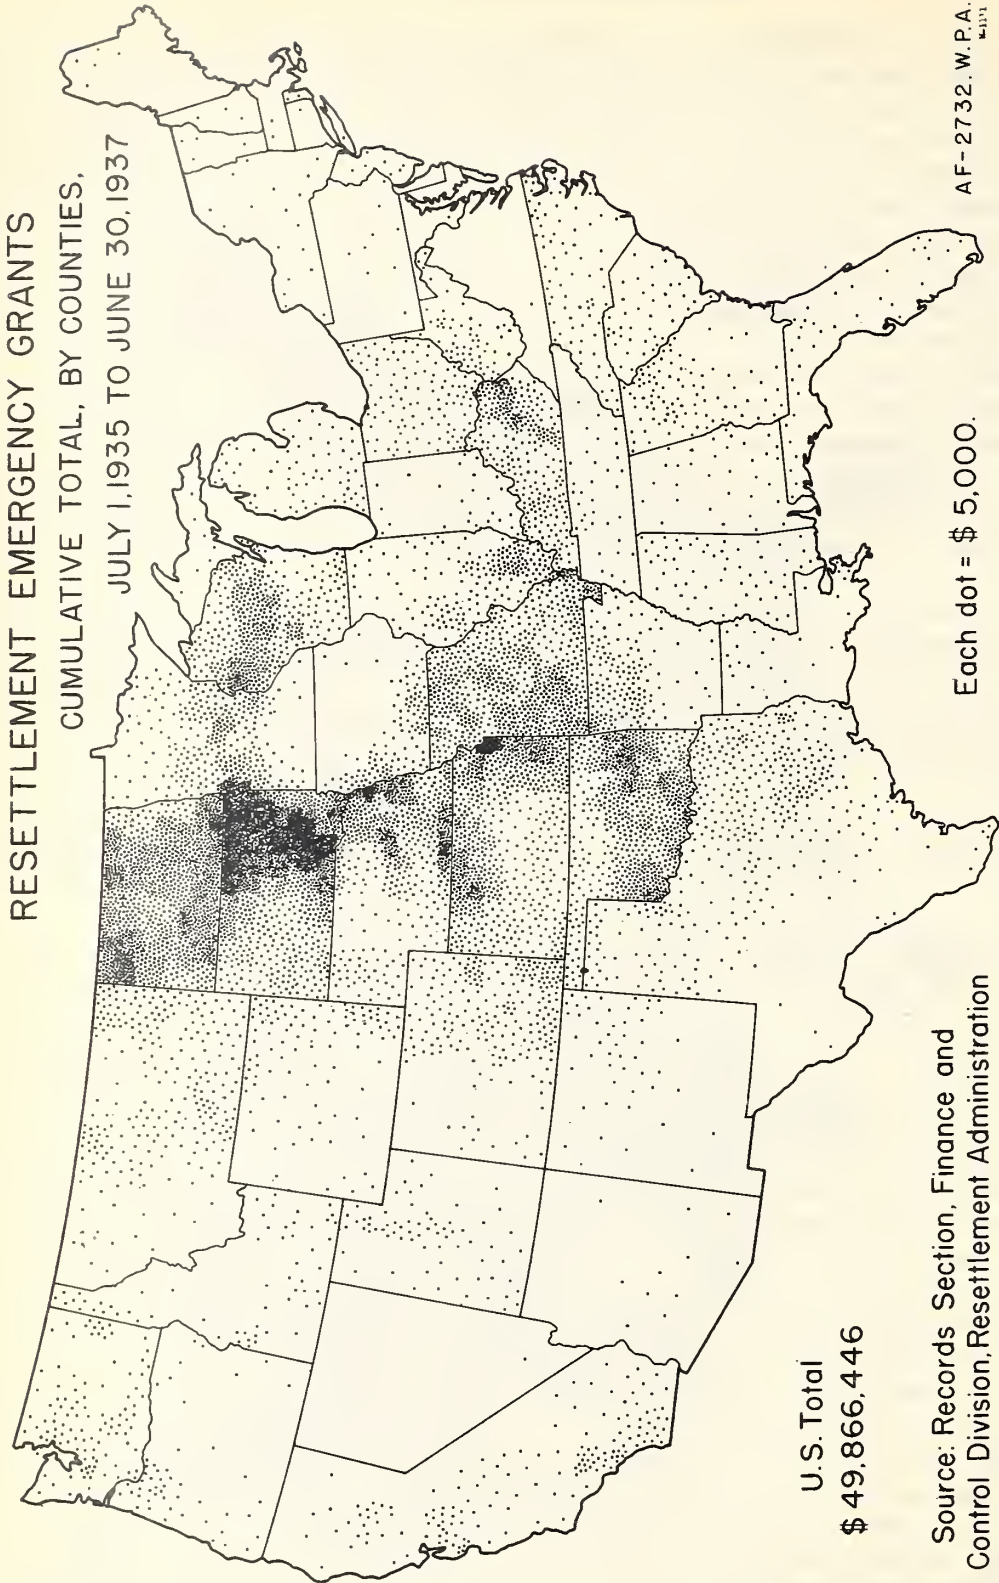 RESETTLEMENT EMERGENCY GRANTS
CUMULATIVE TOTAL, BY COUNTIES,
JULY 1, 1935 TO JUNE 30, 1937
U.S. Total
$ 49,866,446
Each dot = $ 5,000.
Source: Records Section, Finance and
Control Division, Resettlement Administration
AF-2732. W.P.A.